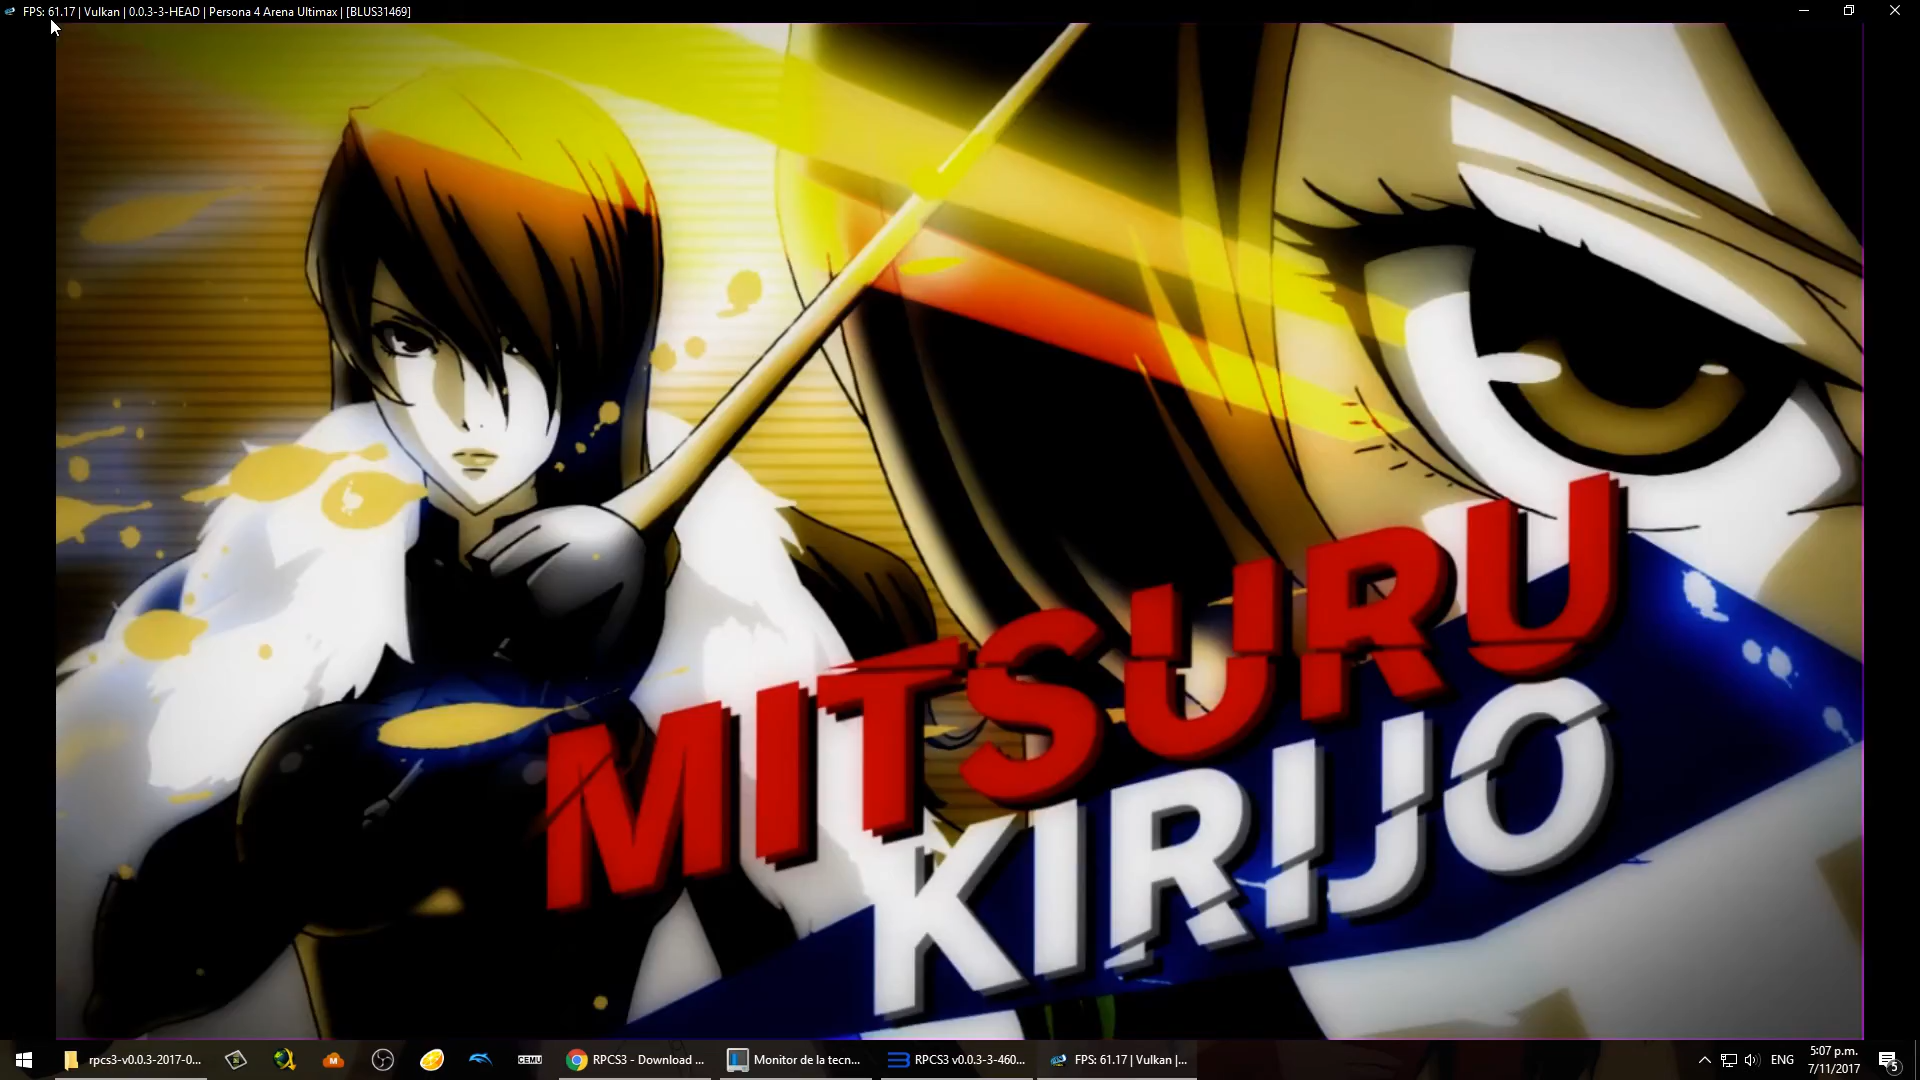 FPS: 61.17 | Vulkan | 0.0.3-3-HEAD | Persona 4 Arena Ultimax | [BLUS31469]
MITSURU
KIRIJO
rpcs3-v0.0.3-2017-0...
CEMU
RPCS3 - Download ...
Monitor de la tecn...
RPCS3 v0.0.3-3-460...
FPS: 61.17 | Vulkan |...
ENG
5:07 p.m.
7/11/2017
5